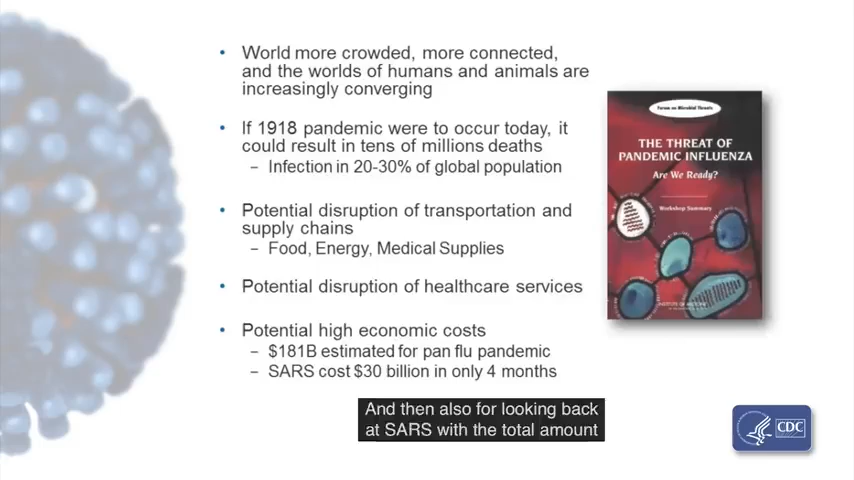 • World more crowded, more connected,
and the worlds of humans and animals are
increasingly converging
• If 1918 pandemic were to occur today, it
could result in tens of millions deaths
– Infection in 20-30% of global population
• Potential disruption of transportation and
supply chains
– Food, Energy, Medical Supplies
• Potential disruption of healthcare services
• Potential high economic costs
– $181B estimated for pan flu pandemic
– SARS cost $30 billion in only 4 months
Forum on Microbial Threats
THE THREAT OF
PANDEMIC INFLUENZA
Are We Ready?
Workshop Summary
INSTITUTE OF MEDICINE
And then also for looking back
at SARS with the total amount
CDC